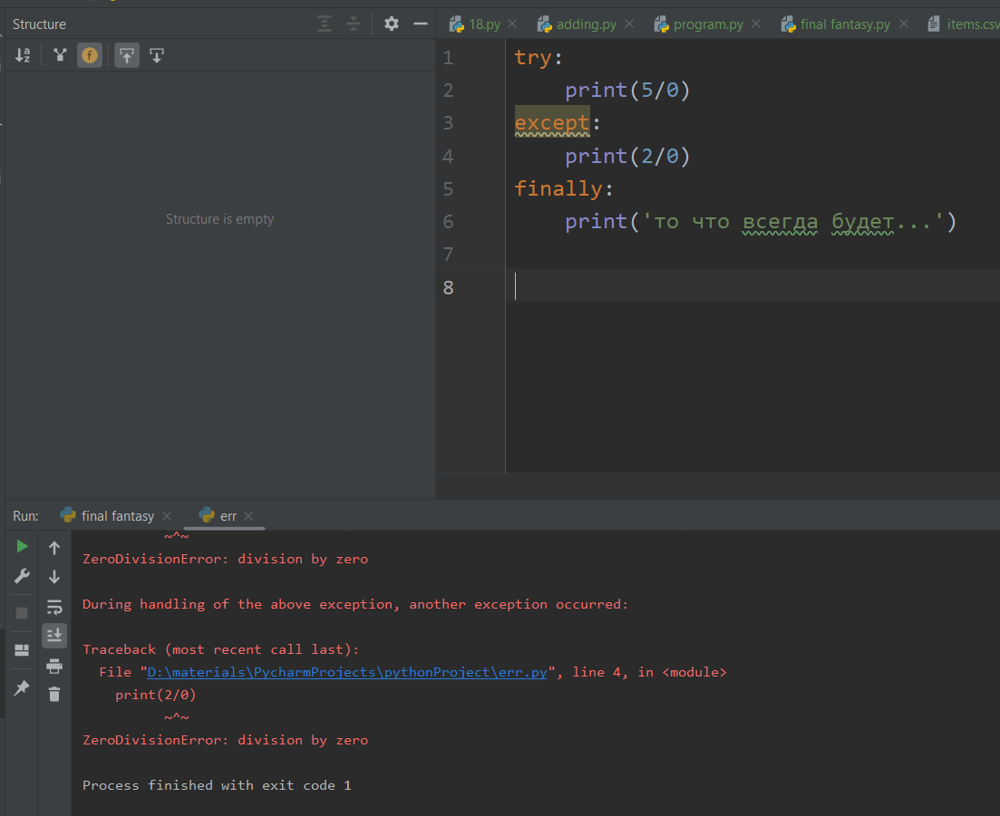 Structure
18.py
adding.py
program.py
final fantasy.py
items.csv
Structure is empty
1 try:
2 print(5/0)
3 except:
4 print(2/0)
5 finally:
6 print('то что всегда будет...')
7
8
Run:
final fantasy
err
~^~
ZeroDivisionError: division by zero
During handling of the above exception, another exception occurred:
Traceback (most recent call last):
File "D:\materials\PycharmProjects\pythonProject\err.py", line 4, in <module>
print(2/0)
~^~
ZeroDivisionError: division by zero
Process finished with exit code 1